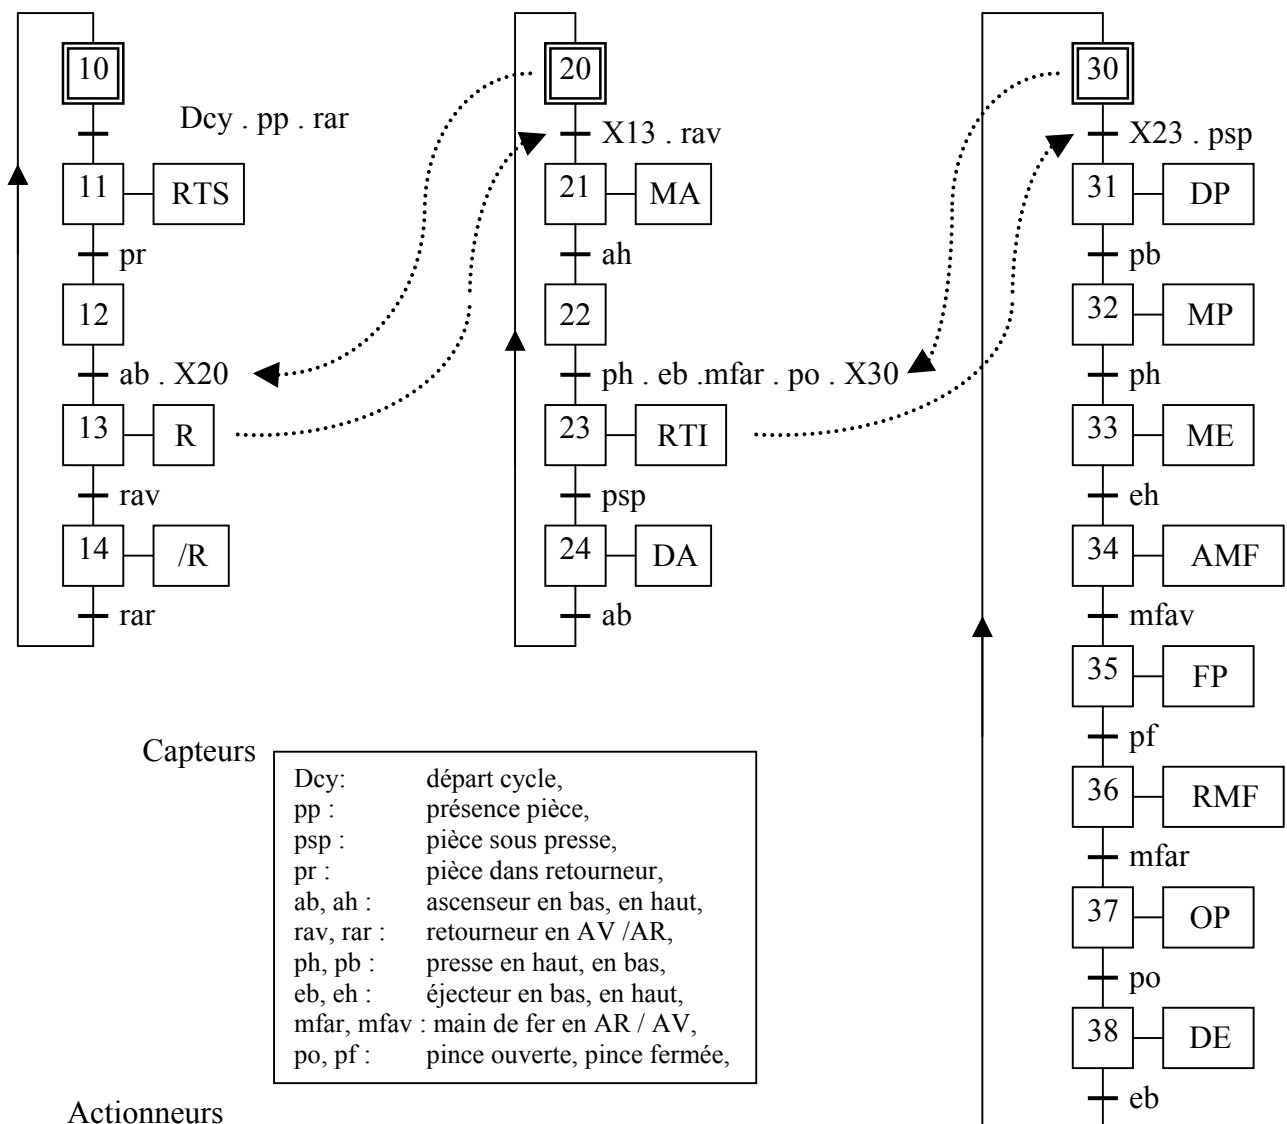 10
Dcy . pp . rar
11 RTS
pr
12
ab . X20
13 R
rav
14 /R
rar
20
X13 . rav
21 MA
ah
22
ph . eb .mfar . po . X30
23 RTI
psp
24 DA
ab
30
X23 . psp
31 DP
pb
32 MP
ph
33 ME
eh
34 AMF
mfav
35 FP
pf
36 RMF
mfar
37 OP
po
38 DE
eb
Capteurs
Dcy: départ cycle,
pp : présence pièce,
psp : pièce sous presse,
pr : pièce dans retourneur,
ab, ah : ascenseur en bas, en haut,
rav, rar : retourneur en AV /AR,
ph, pb : presse en haut, en bas,
eb, eh : éjecteur en bas, en haut,
mfar, mfav : main de fer en AR / AV,
po, pf : pince ouverte, pince fermée,
Actionneurs